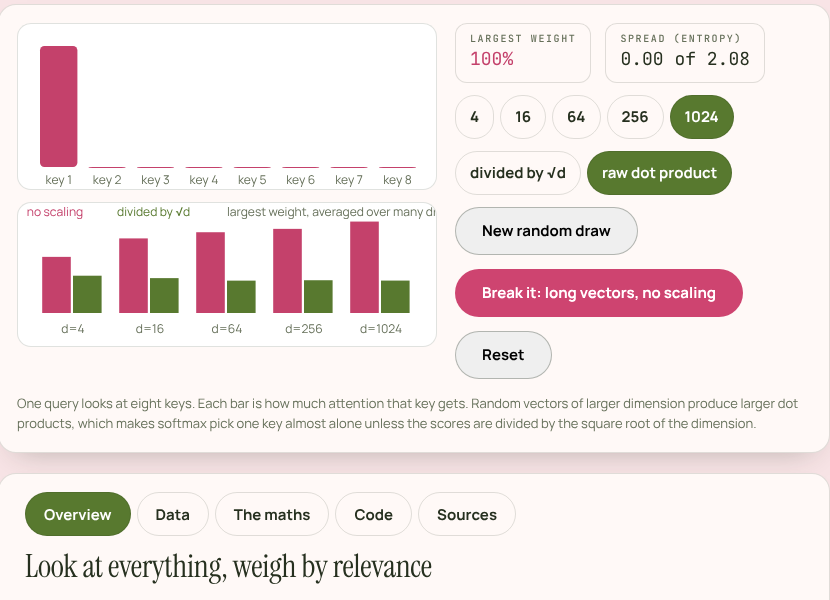 key 1 key 2 key 3 key 4 key 5 key 6 key 7 key 8
no scaling divided by √d largest weight, averaged over many
d=4 d=16 d=64 d=256 d=1024
LARGEST WEIGHT
100%
SPREAD (ENTROPY)
0.00 of 2.08
4 16 64 256 1024
divided by √d raw dot product
New random draw
Break it: long vectors, no scaling
Reset
One query looks at eight keys. Each bar is how much attention that key gets. Random vectors of larger dimension produce larger dot
products, which makes softmax pick one key almost alone unless the scores are divided by the square root of the dimension.
Overview Data The maths Code Sources
Look at everything, weigh by relevance